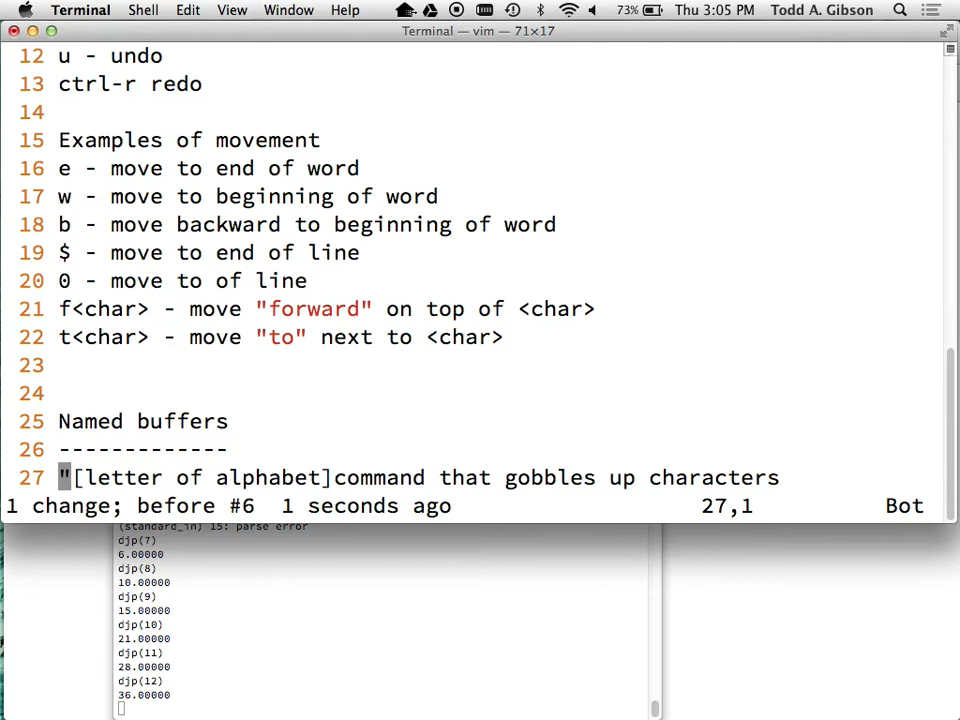 Terminal Shell Edit View Window Help 73% Thu 3:05 PM Todd A. Gibson
Terminal — vim — 71×17
12 u - undo
13 ctrl-r redo
14
15 Examples of movement
16 e - move to end of word
17 w - move to beginning of word
18 b - move backward to beginning of word
19 $ - move to end of line
20 0 - move to of line
21 f<char> - move "forward" on top of <char>
22 t<char> - move "to" next to <char>
23
24
25 Named buffers
26 -------------
27 "[letter of alphabet]command that gobbles up characters
1 change; before #6 1 seconds ago 27,1 Bot
(standard_in) 15: parse error
djp(7)
6.00000
djp(8)
10.00000
djp(9)
15.00000
djp(10)
21.00000
djp(11)
28.00000
djp(12)
36.00000